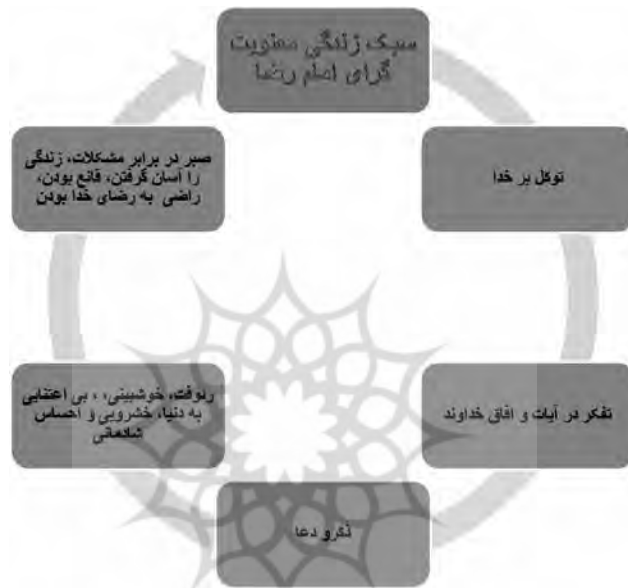 سبک زندگی معنویت
گرای امام رضا
توکل بر خدا
تفکر در آیات و افاق خداوند
ذکرو دعا
رئوفت، خوشبینی، ، بی اعتنایی
به دنیا، خشرویی و احساس
شادمانی
صبر در برابر مشکلات، زندگی
را آسان گرفتن، قانع بودن،
راضی به رضای خدا بودن